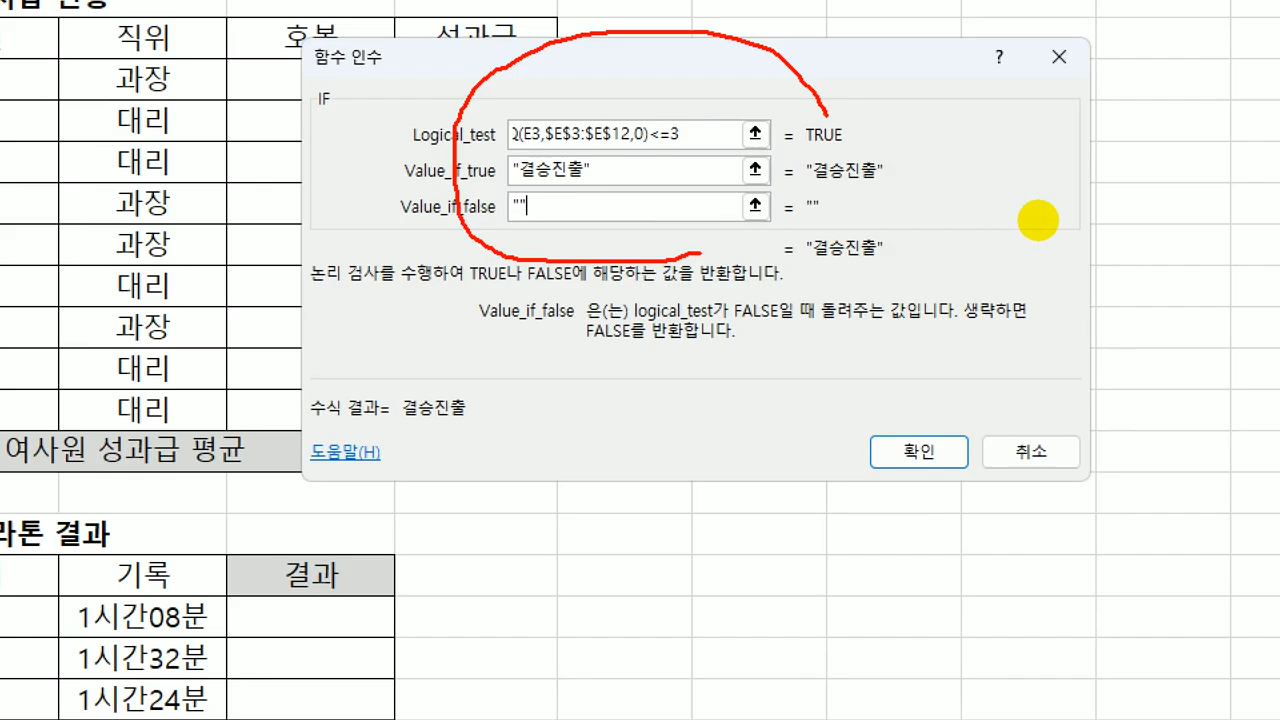 직위
함수 인수
?
과장
IF
대리
Logical_test
(E3,$E$3:$E$12,0)<=3
= TRUE
대리
Value_if_true
"결승진출"
= "결승진출"
과장
Value_if_false
""
= ""
과장
= "결승진출"
논리 검사를 수행하여 TRUE나 FALSE에 해당하는 값을 반환합니다.
대리
Value_if_false 은(는) logical_test가 FALSE일 때 돌려주는 값입니다. 생략하면
FALSE를 반환합니다.
과장
대리
대리
수식 결과= 결승진출
여사원 성과급 평균
도움말(H)
확인
취소
라톤 결과
기록
결과
1시간08분
1시간32분
1시간24분